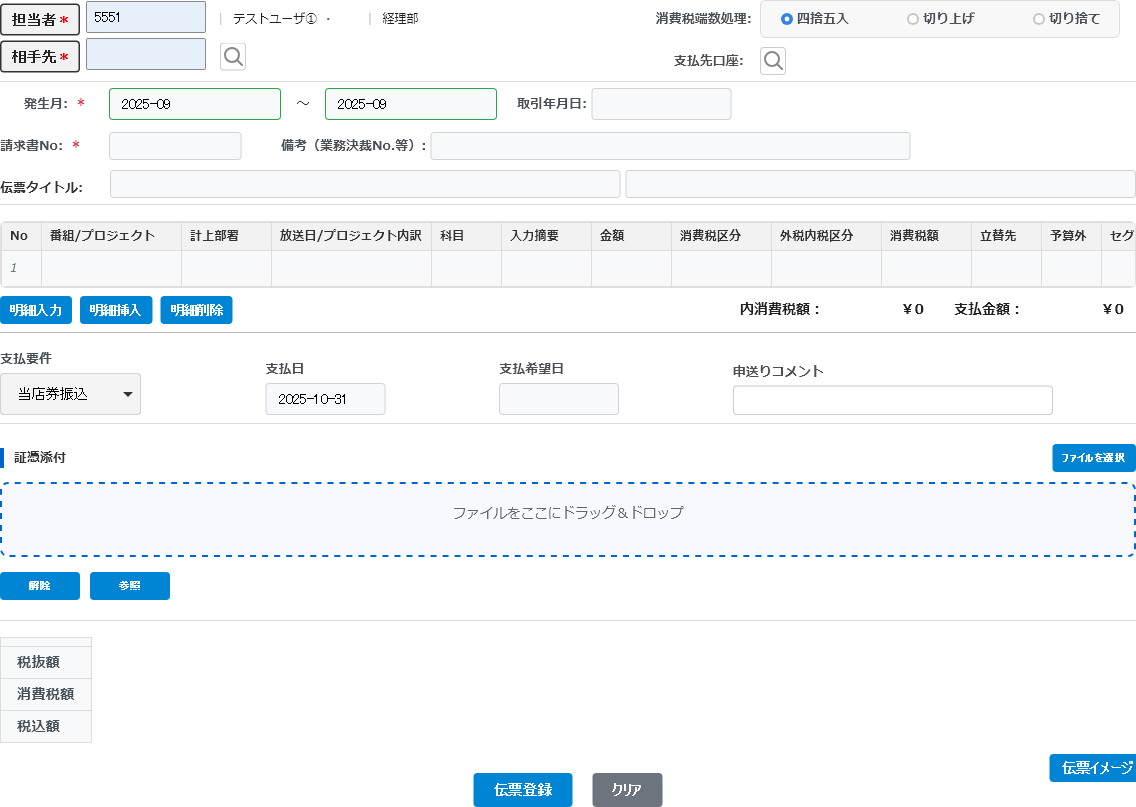 担当者* 5551 | テストユーザ① ・ | 経理部 消費税端数処理: 四捨五入 切り上げ 切り捨て
相手先* 支払先口座:
発生月: * 2025-09 ～ 2025-09 取引年月日:
請求書No: * 備考（業務決裁No.等）:
伝票タイトル:
No 番組/プロジェクト 計上部署 放送日/プロジェクト内訳 科目 入力摘要 金額 消費税区分 外税内税区分 消費税額 立替先 予算外 セグ
1
明細入力 明細挿入 明細削除 内消費税額： ￥0 支払金額： ￥0
支払要件 支払日 支払希望日 申送りコメント
当店券振込 2025-10-31
証憑添付 ファイルを選択
ファイルをここにドラッグ＆ドロップ
解除 参照
税抜額
消費税額
税込額
伝票イメージ
伝票登録 クリア